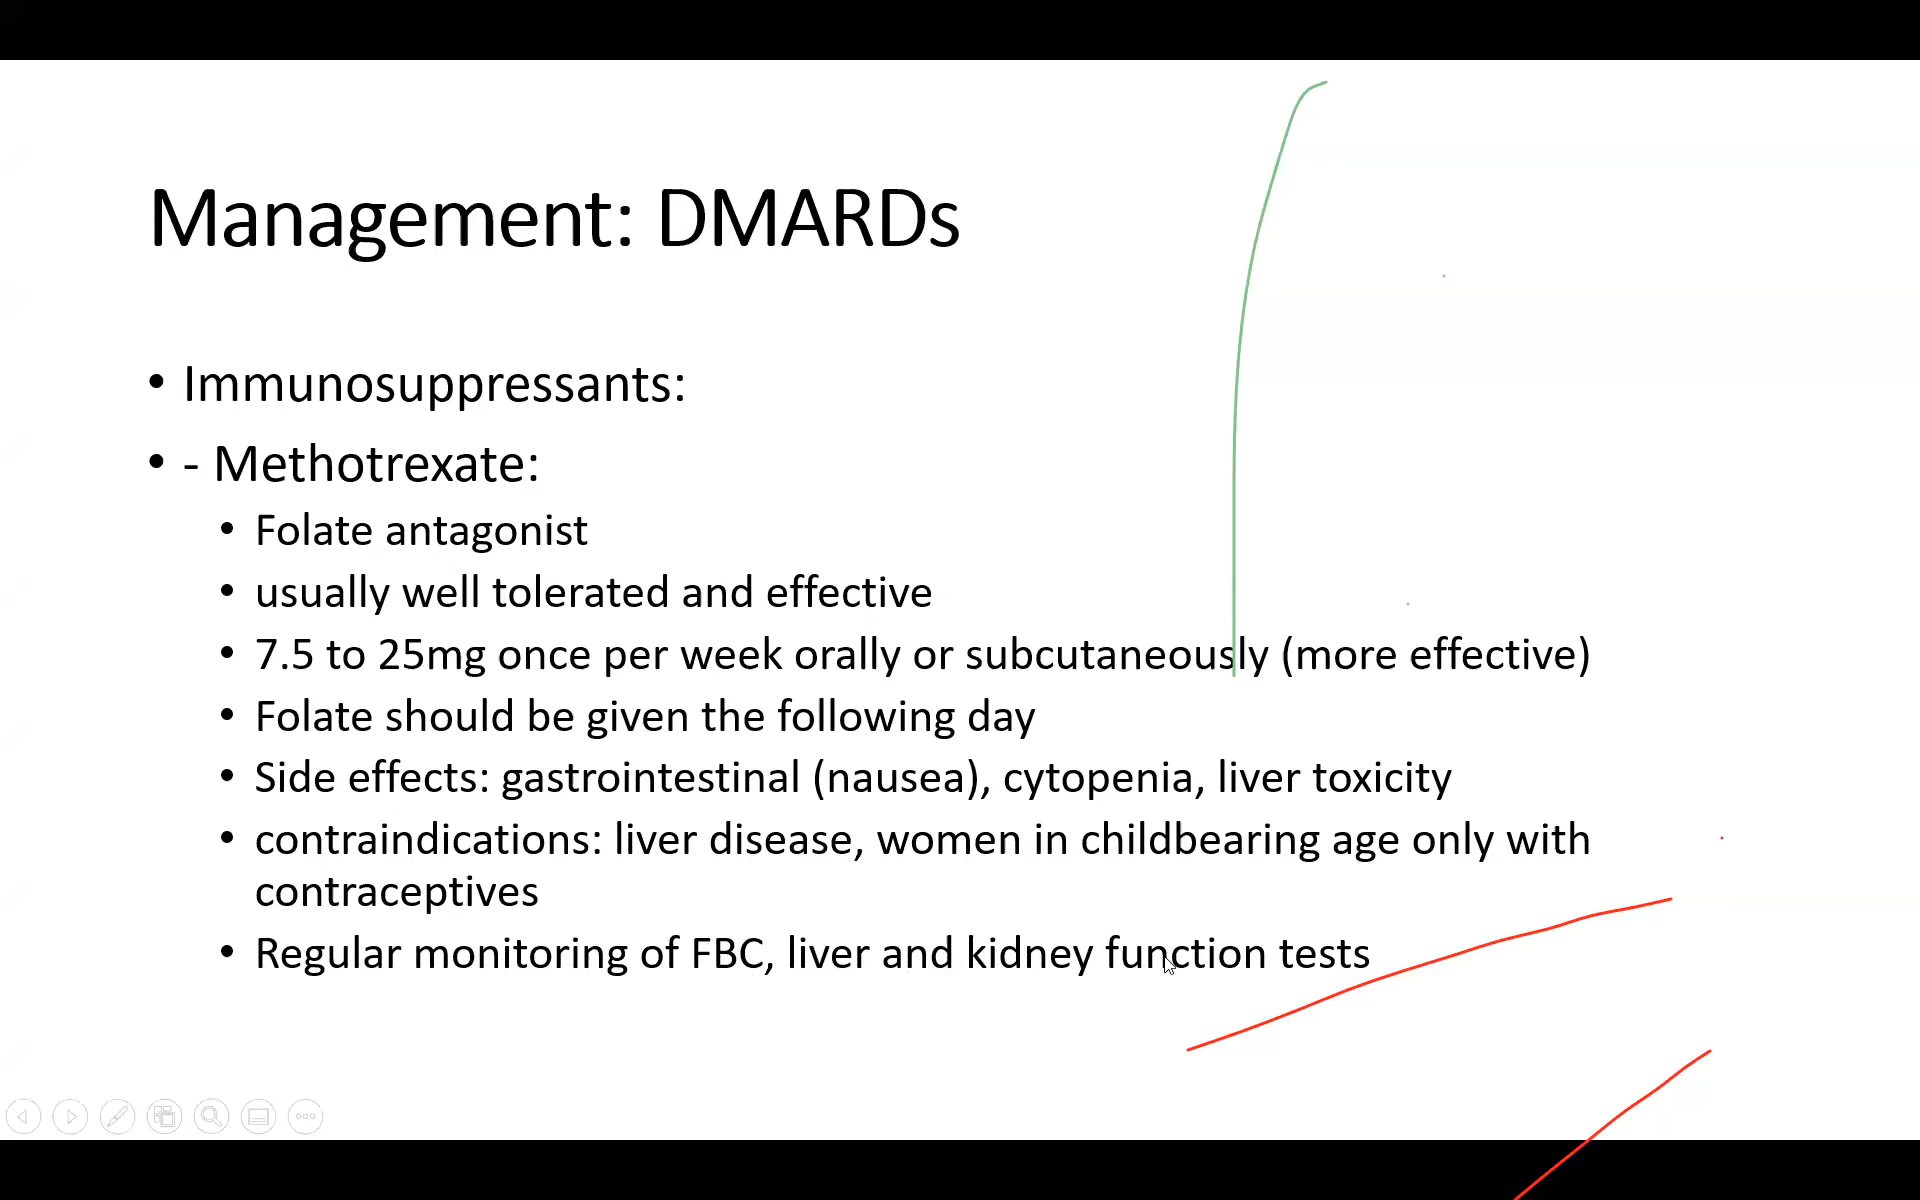 Management: DMARDs
• Immunosuppressants:
• - Methotrexate:
• Folate antagonist
• usually well tolerated and effective
• 7.5 to 25mg once per week orally or subcutaneously (more effective)
• Folate should be given the following day
• Side effects: gastrointestinal (nausea), cytopenia, liver toxicity
• contraindications: liver disease, women in childbearing age only with
contraceptives
• Regular monitoring of FBC, liver and kidney function tests